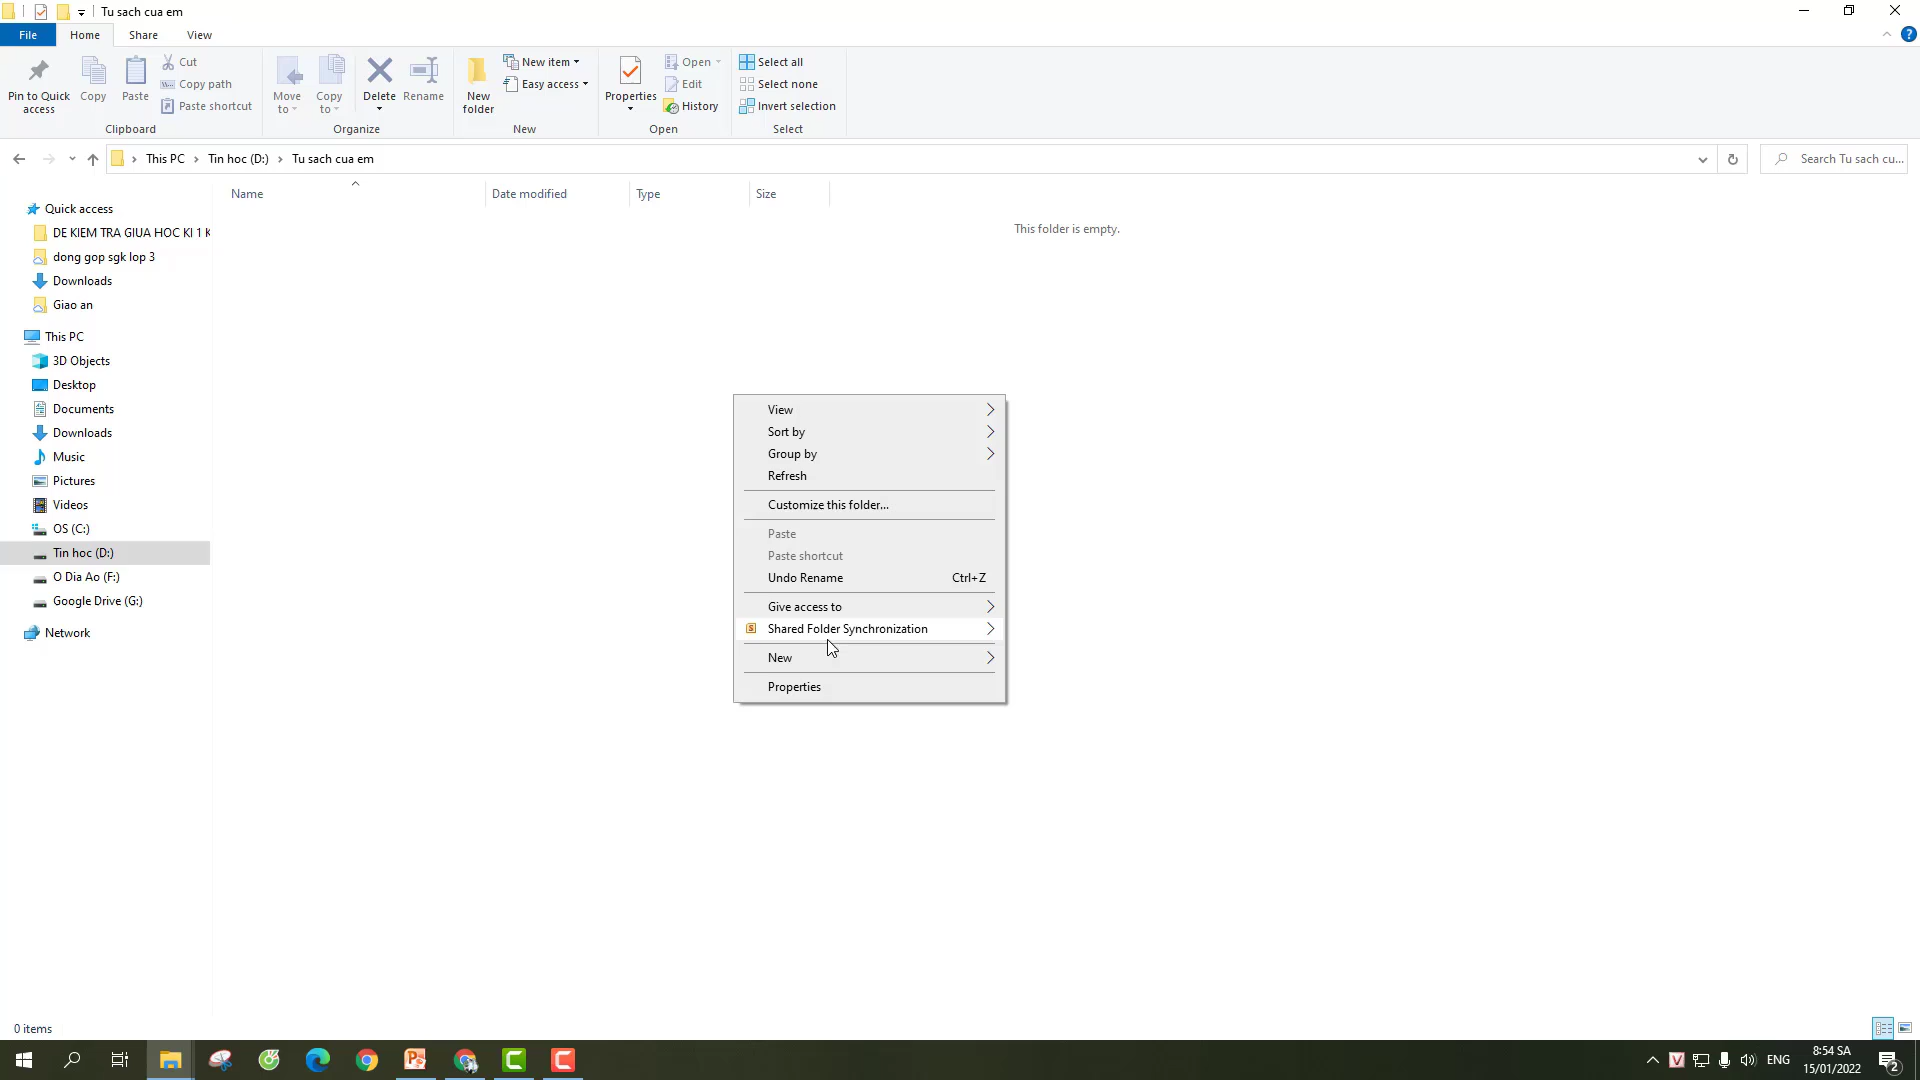 Tu sach cua em
File
Home
Share
View
Pin to Quick
access
Copy
Paste
Cut
Copy path
Paste shortcut
Clipboard
Move
to
Copy
to
Delete
Rename
Organize
New
folder
New item
Easy access
New
Properties
Open
Edit
History
Open
Select all
Select none
Invert selection
Select
This PC
Tin hoc (D:)
Tu sach cua em
Search Tu sach cu...
Name
Date modified
Type
Size
This folder is empty.
Quick access
DE KIEM TRA GIUA HOC KI 1 K
dong gop sgk lop 3
Downloads
Giao an
This PC
3D Objects
Desktop
Documents
Downloads
Music
Pictures
Videos
OS (C:)
Tin hoc (D:)
O Dia Ao (F:)
Google Drive (G:)
Network
View
Sort by
Group by
Refresh
Customize this folder...
Paste
Paste shortcut
Undo Rename Ctrl+Z
Give access to
Shared Folder Synchronization
New
Properties
0 items
ENG
8:54 SA
15/01/2022
2